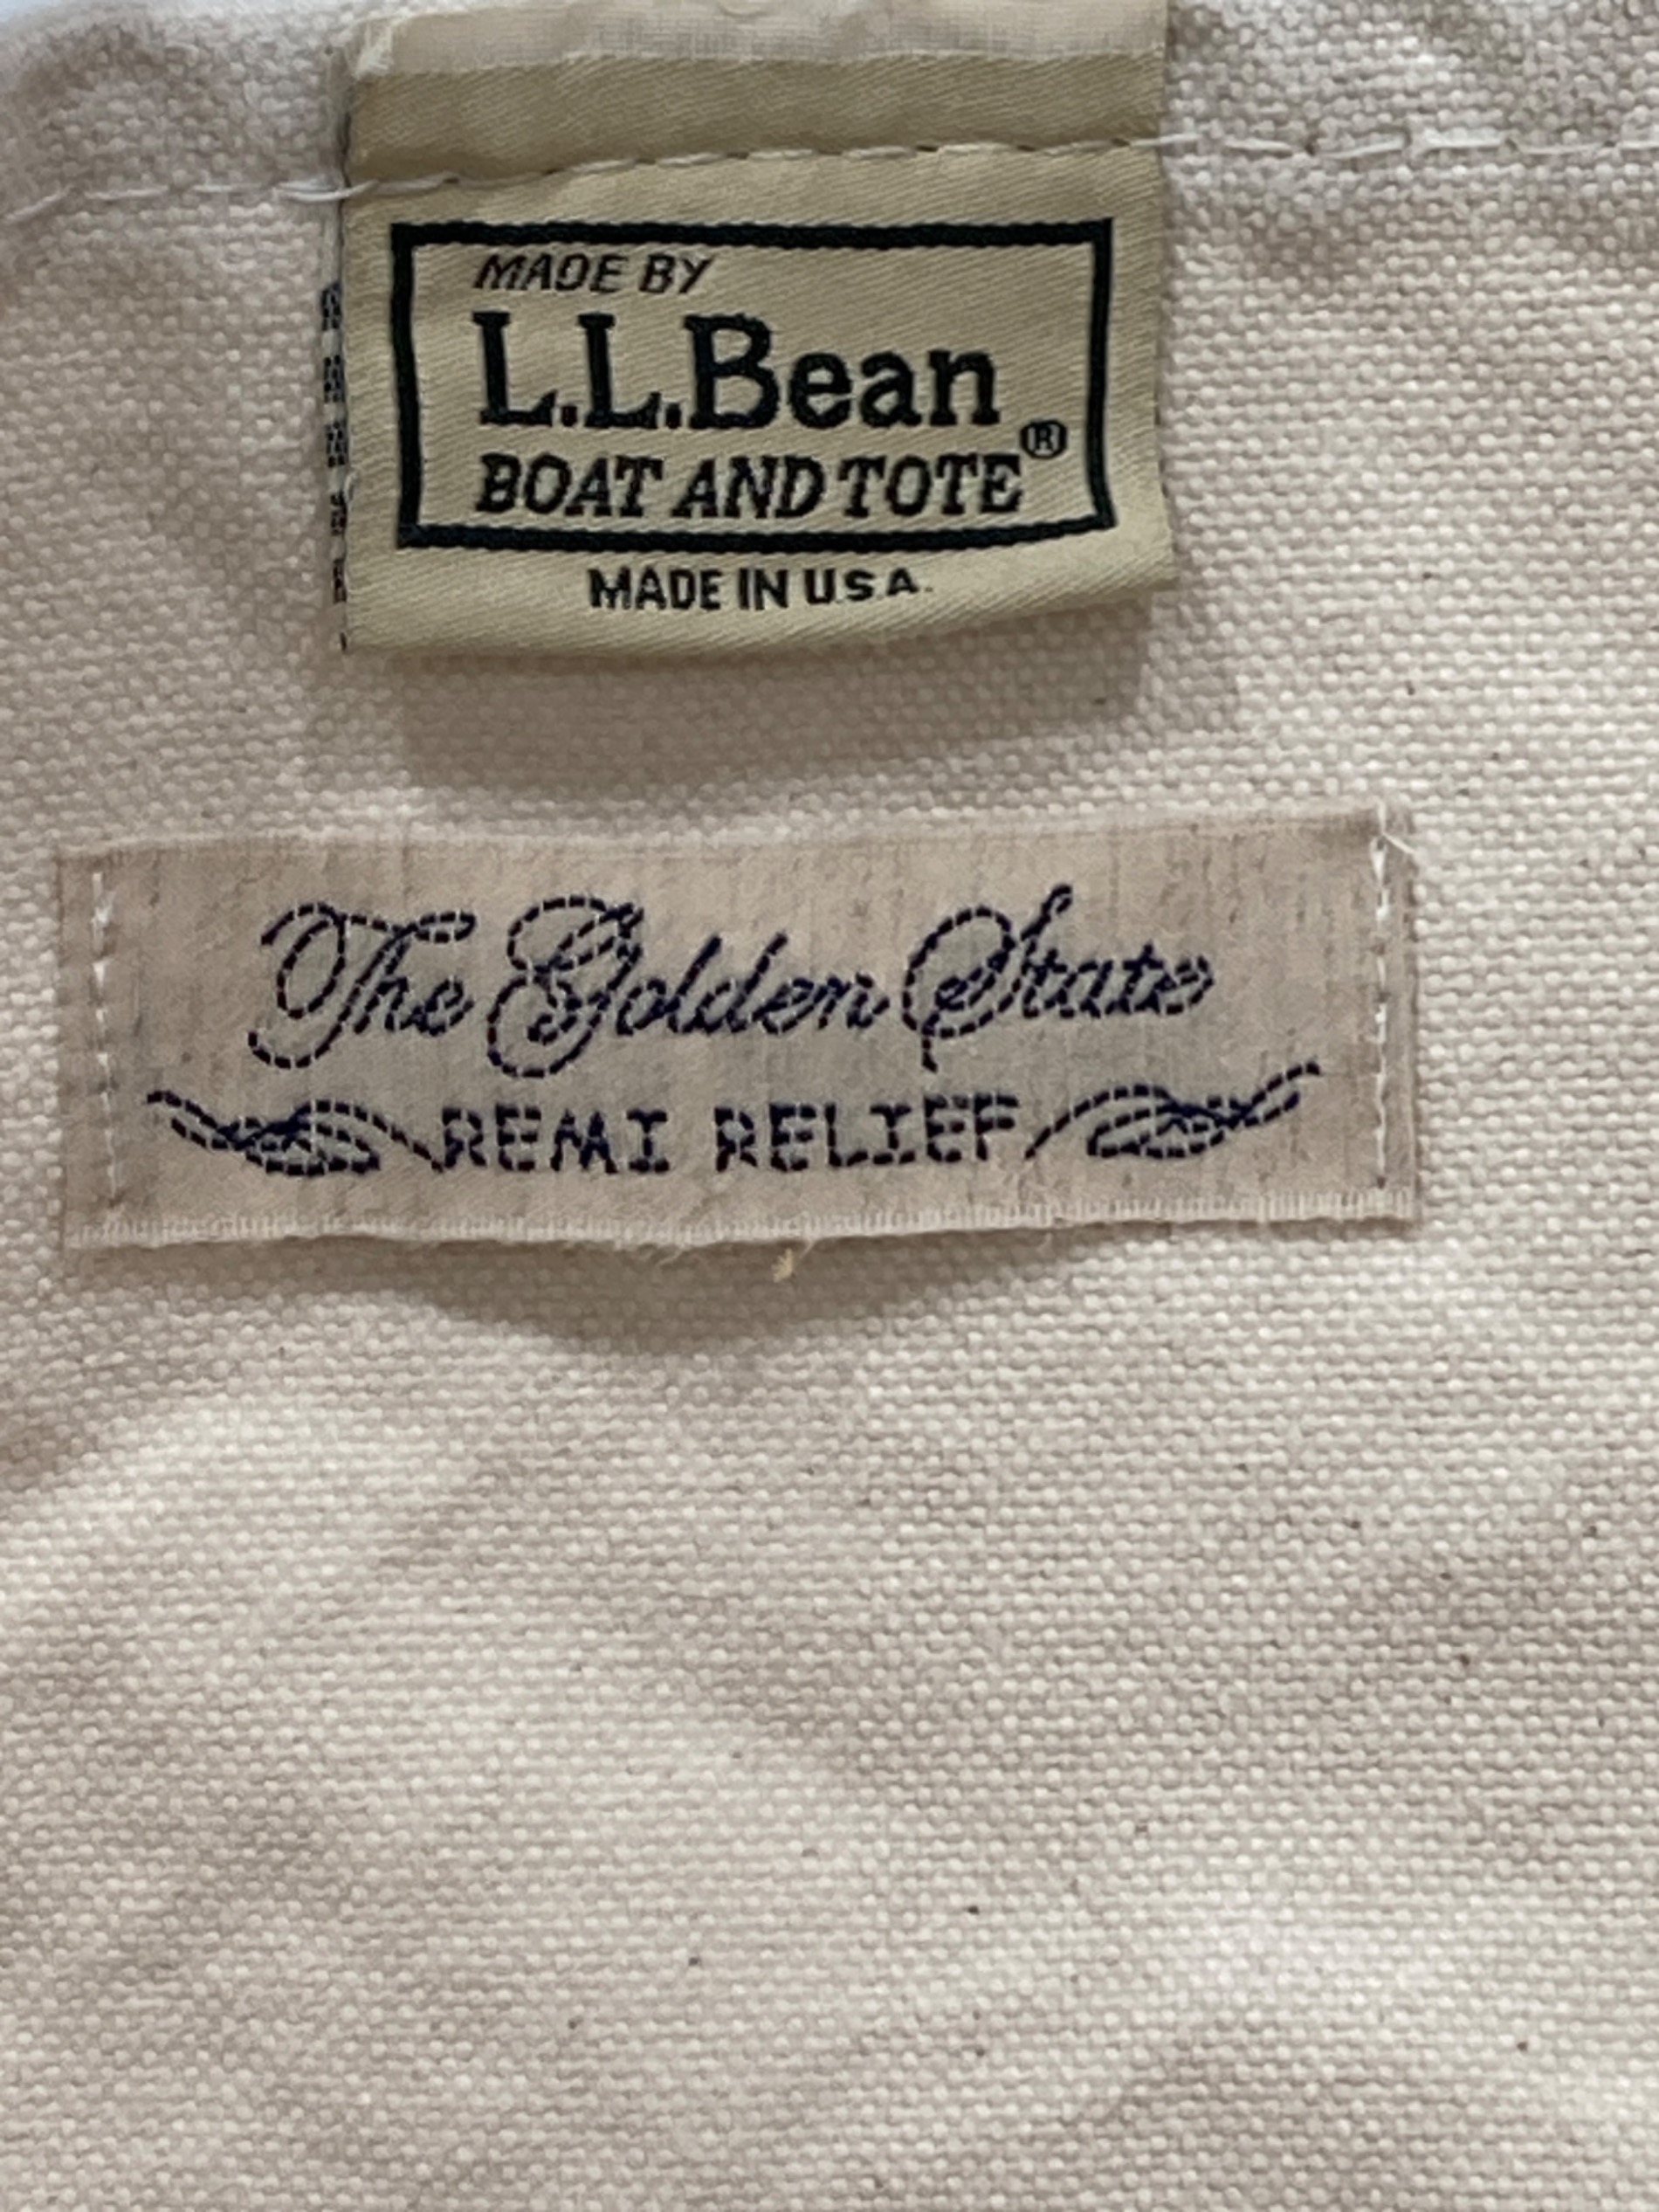 MADE BY
L.L.Bean®
BOAT AND TOTE
MADE IN U.S.A.
The Golden State
REMI RELIEF